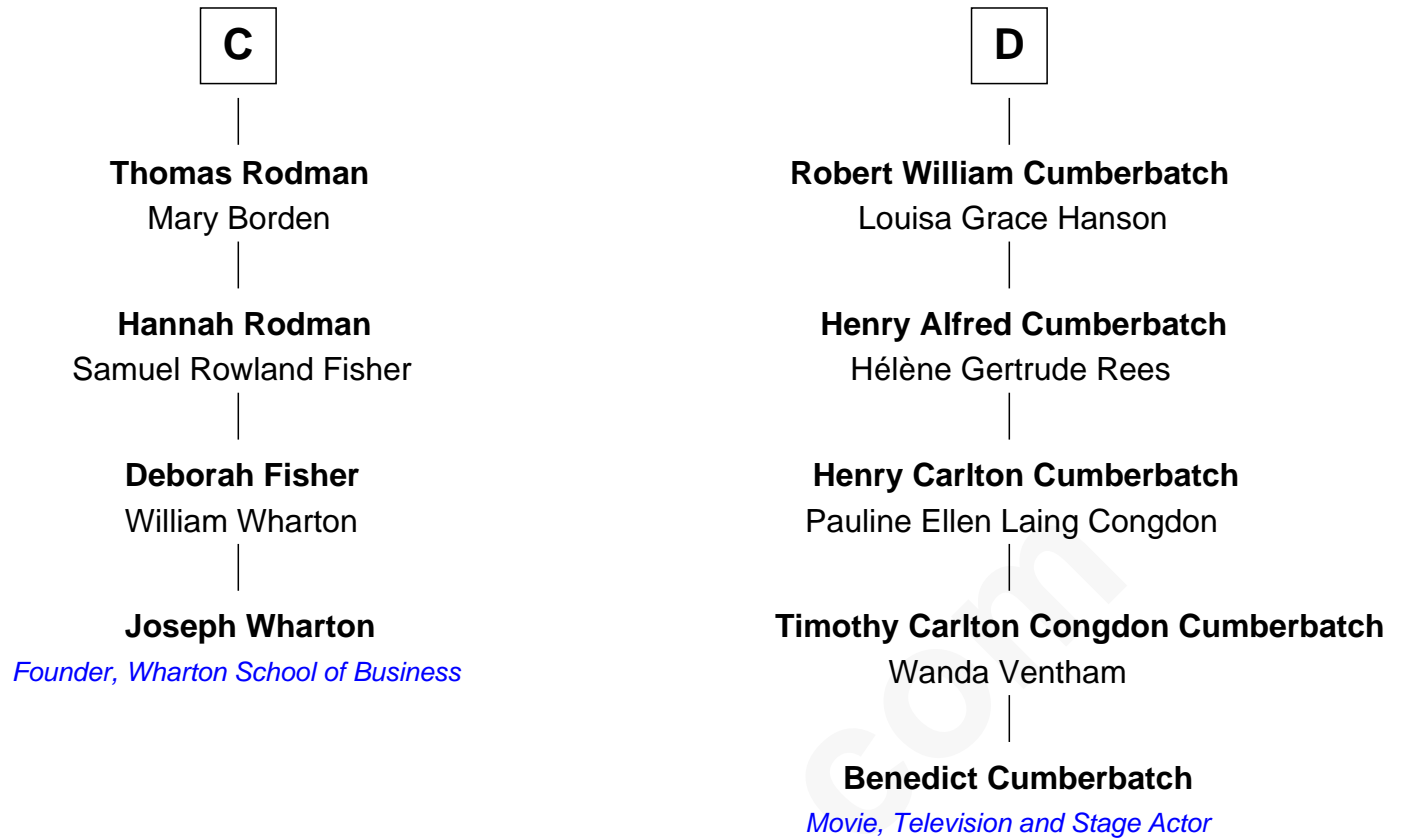 C
Thomas Rodman
Mary Borden
Hannah Rodman
Samuel Rowland Fisher
Deborah Fisher
William Wharton
Joseph Wharton
Founder, Wharton School of Business
D
Robert William Cumberbatch
Louisa Grace Hanson
Henry Alfred Cumberbatch
Hélène Gertrude Rees
Henry Carlton Cumberbatch
Pauline Ellen Laing Congdon
Timothy Carlton Congdon Cumberbatch
Wanda Ventham
Benedict Cumberbatch
Movie, Television and Stage Actor
com